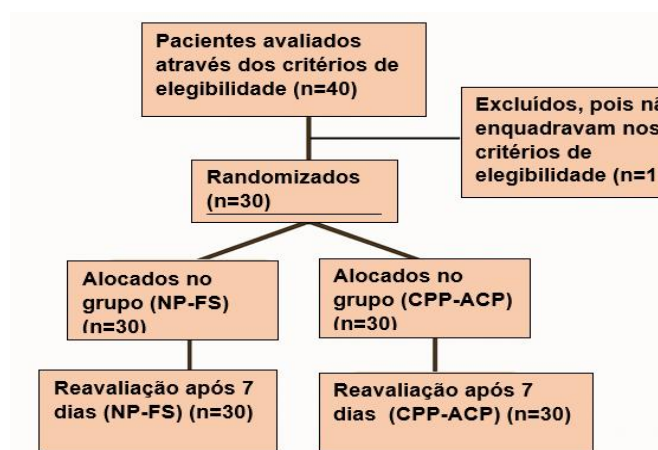 Pacientes avaliados
através dos critérios de
elegibilidade (n=40)
Excluídos, pois
enquadravam nos
critérios de
elegibilidade
Randomizados
(n=30)
Alocados no
grupo (NP-FS)
(n=30)
Alocados no
grupo (CPP-ACP)
(n=30)
Reavaliação após 7
dias (NP-FS) (n=30)
Reavaliação após 7
dias (CPP-ACP) (n=30)